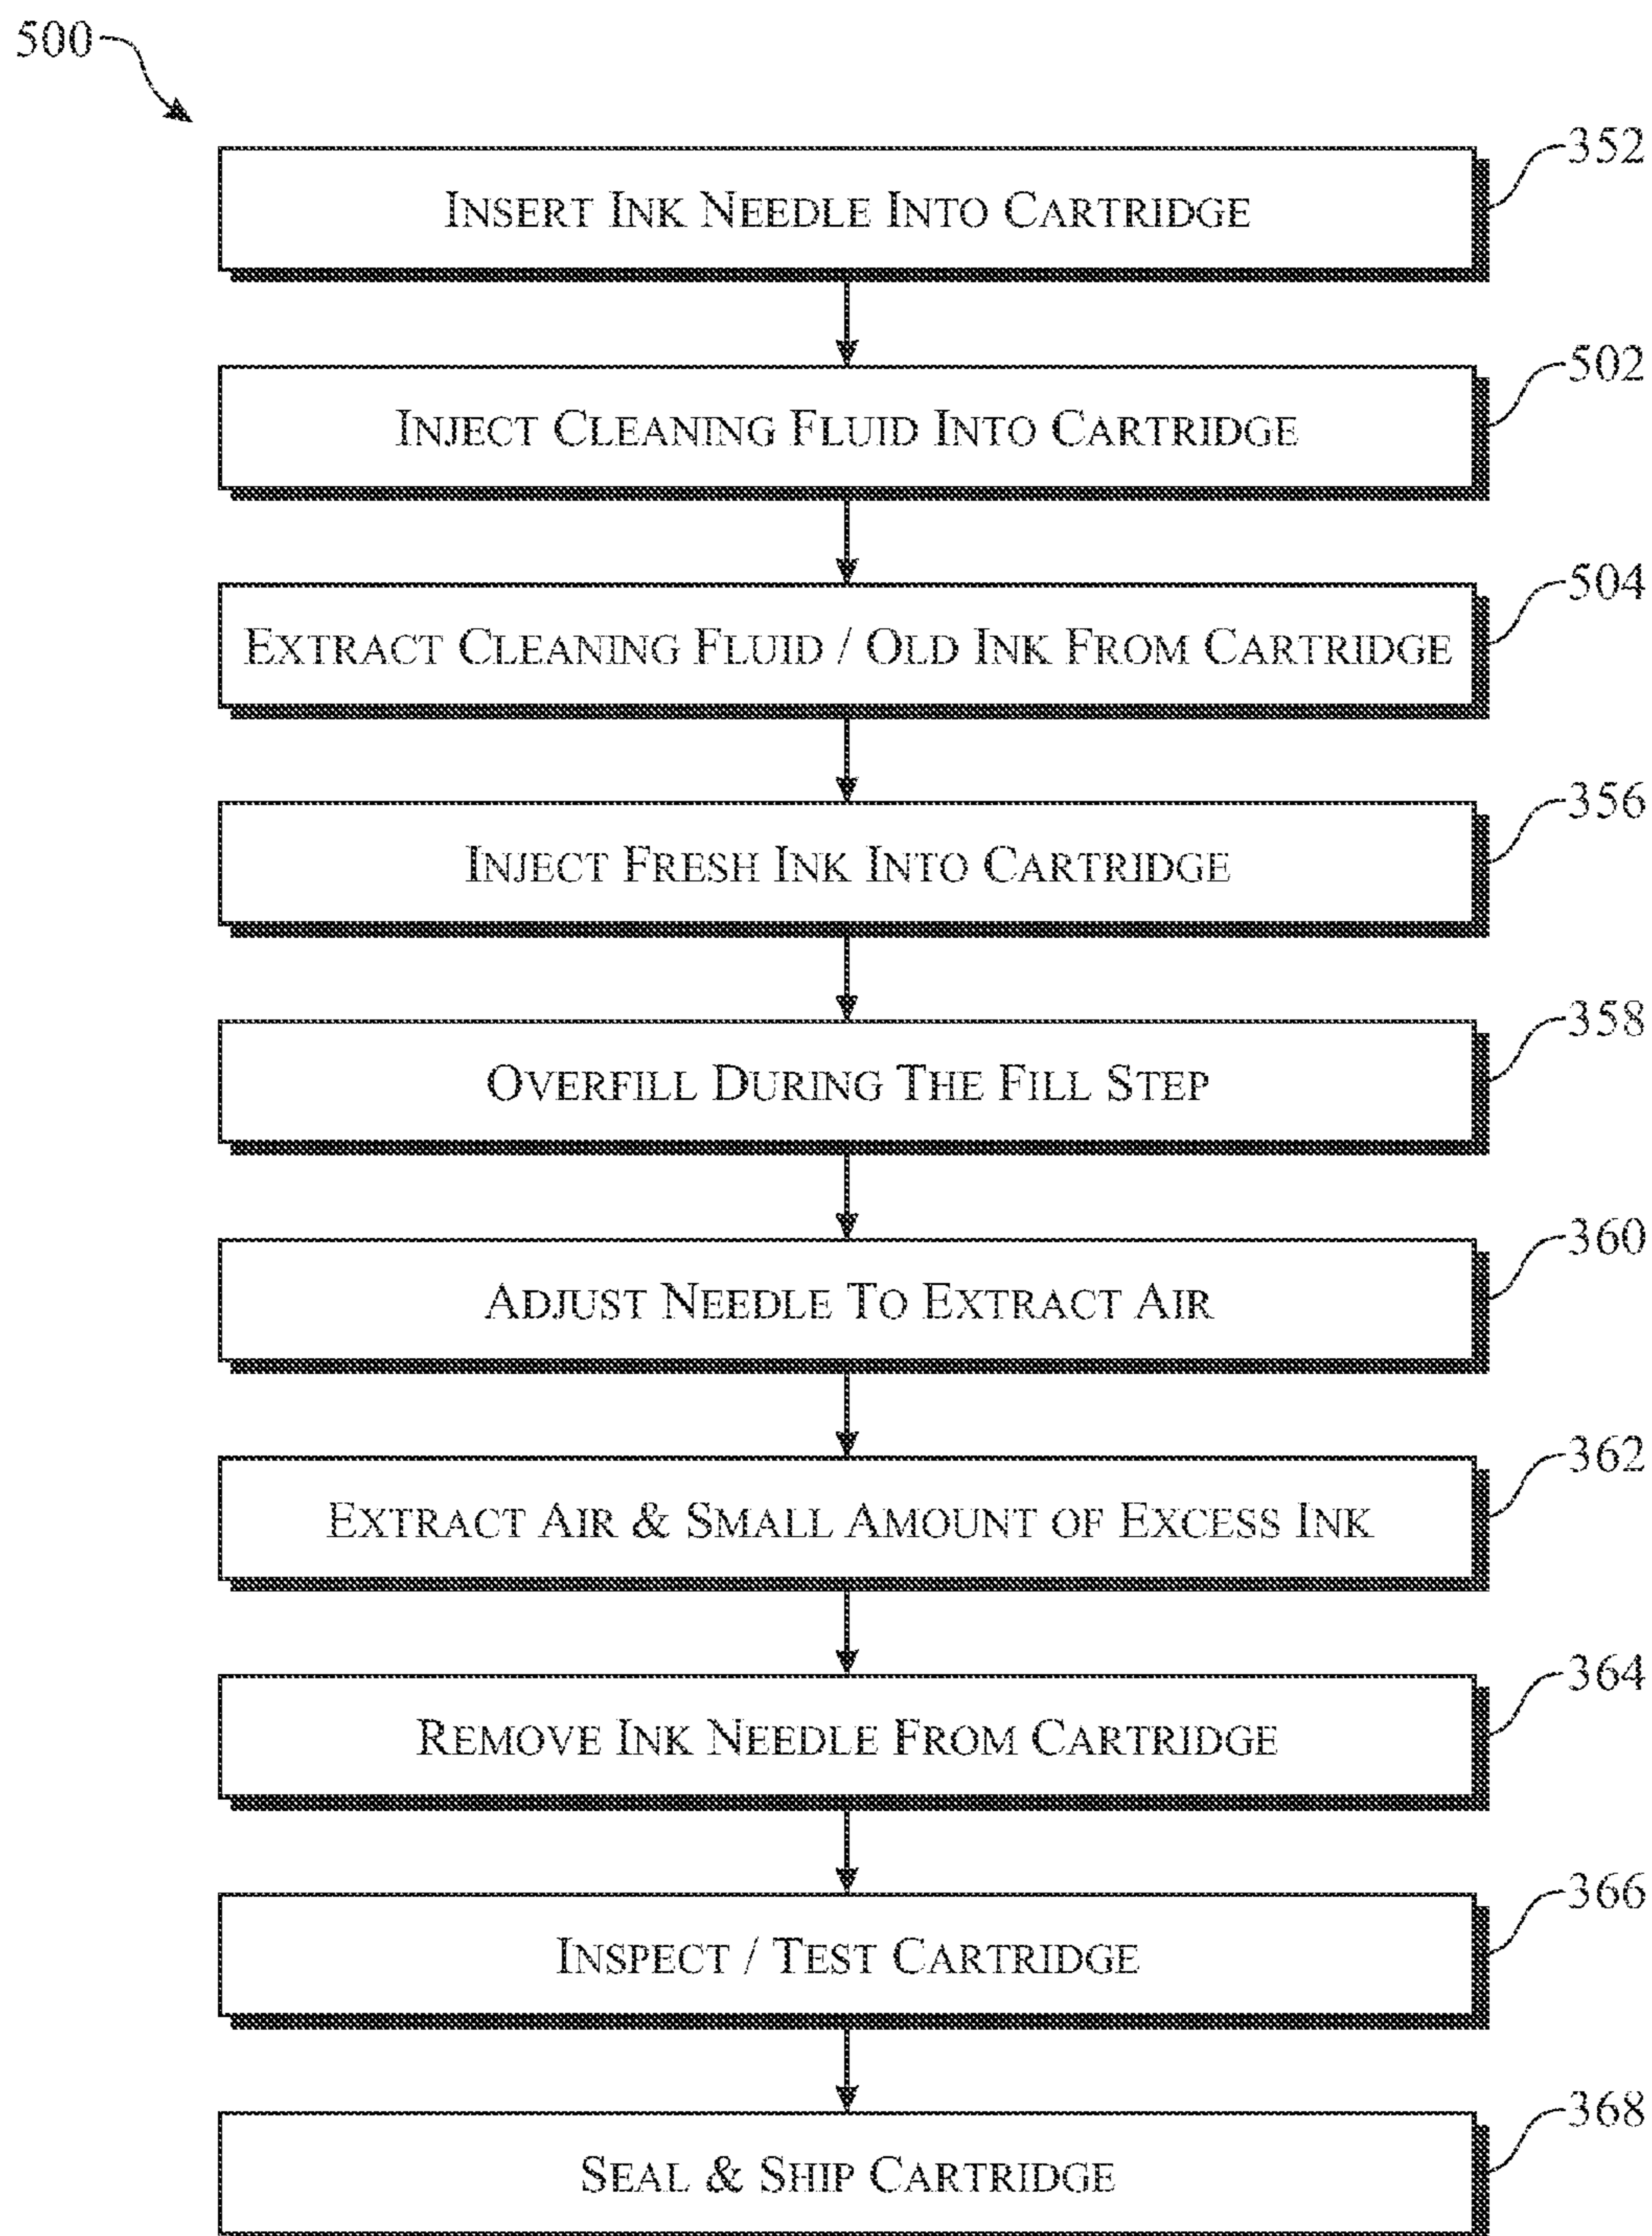 500
352
INSERT INK NEEDLE INTO CARTRIDGE
502
INJECT CLEANING FLUID INTO CARTRIDGE
504
EXTRACT CLEANING FLUID / OLD INK FROM CARTRIDGE
356
INJECT FRESH INK INTO CARTRIDGE
358
OVERFILL DURING THE FILL STEP
360
ADJUST NEEDLE TO EXTRACT AIR
362
EXTRACT AIR & SMALL AMOUNT OF EXCESS INK
364
REMOVE INK NEEDLE FROM CARTRIDGE
366
INSPECT / TEST CARTRIDGE
368
SEAL & SHIP CARTRIDGE